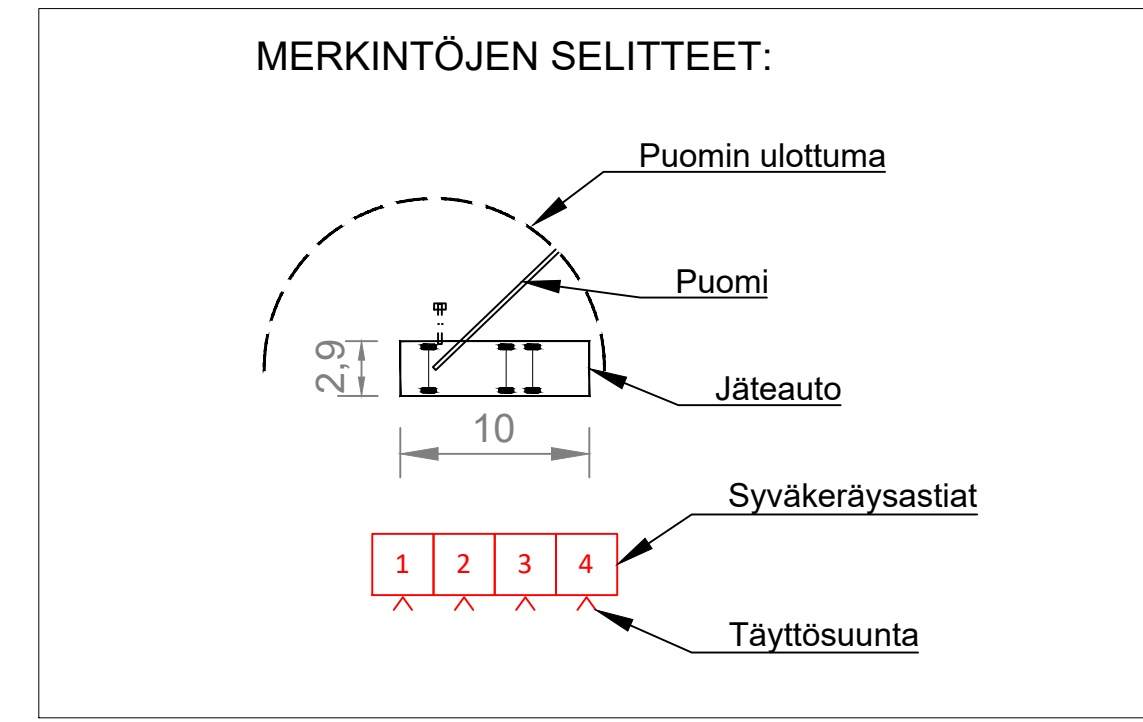 MERKINTÖJEN SELITTEET:
Puomin ulottuma
Puomi
2,9
Jäteauto
10
Syväkeräysastiat
1 2 3 4
Täyttösuunta